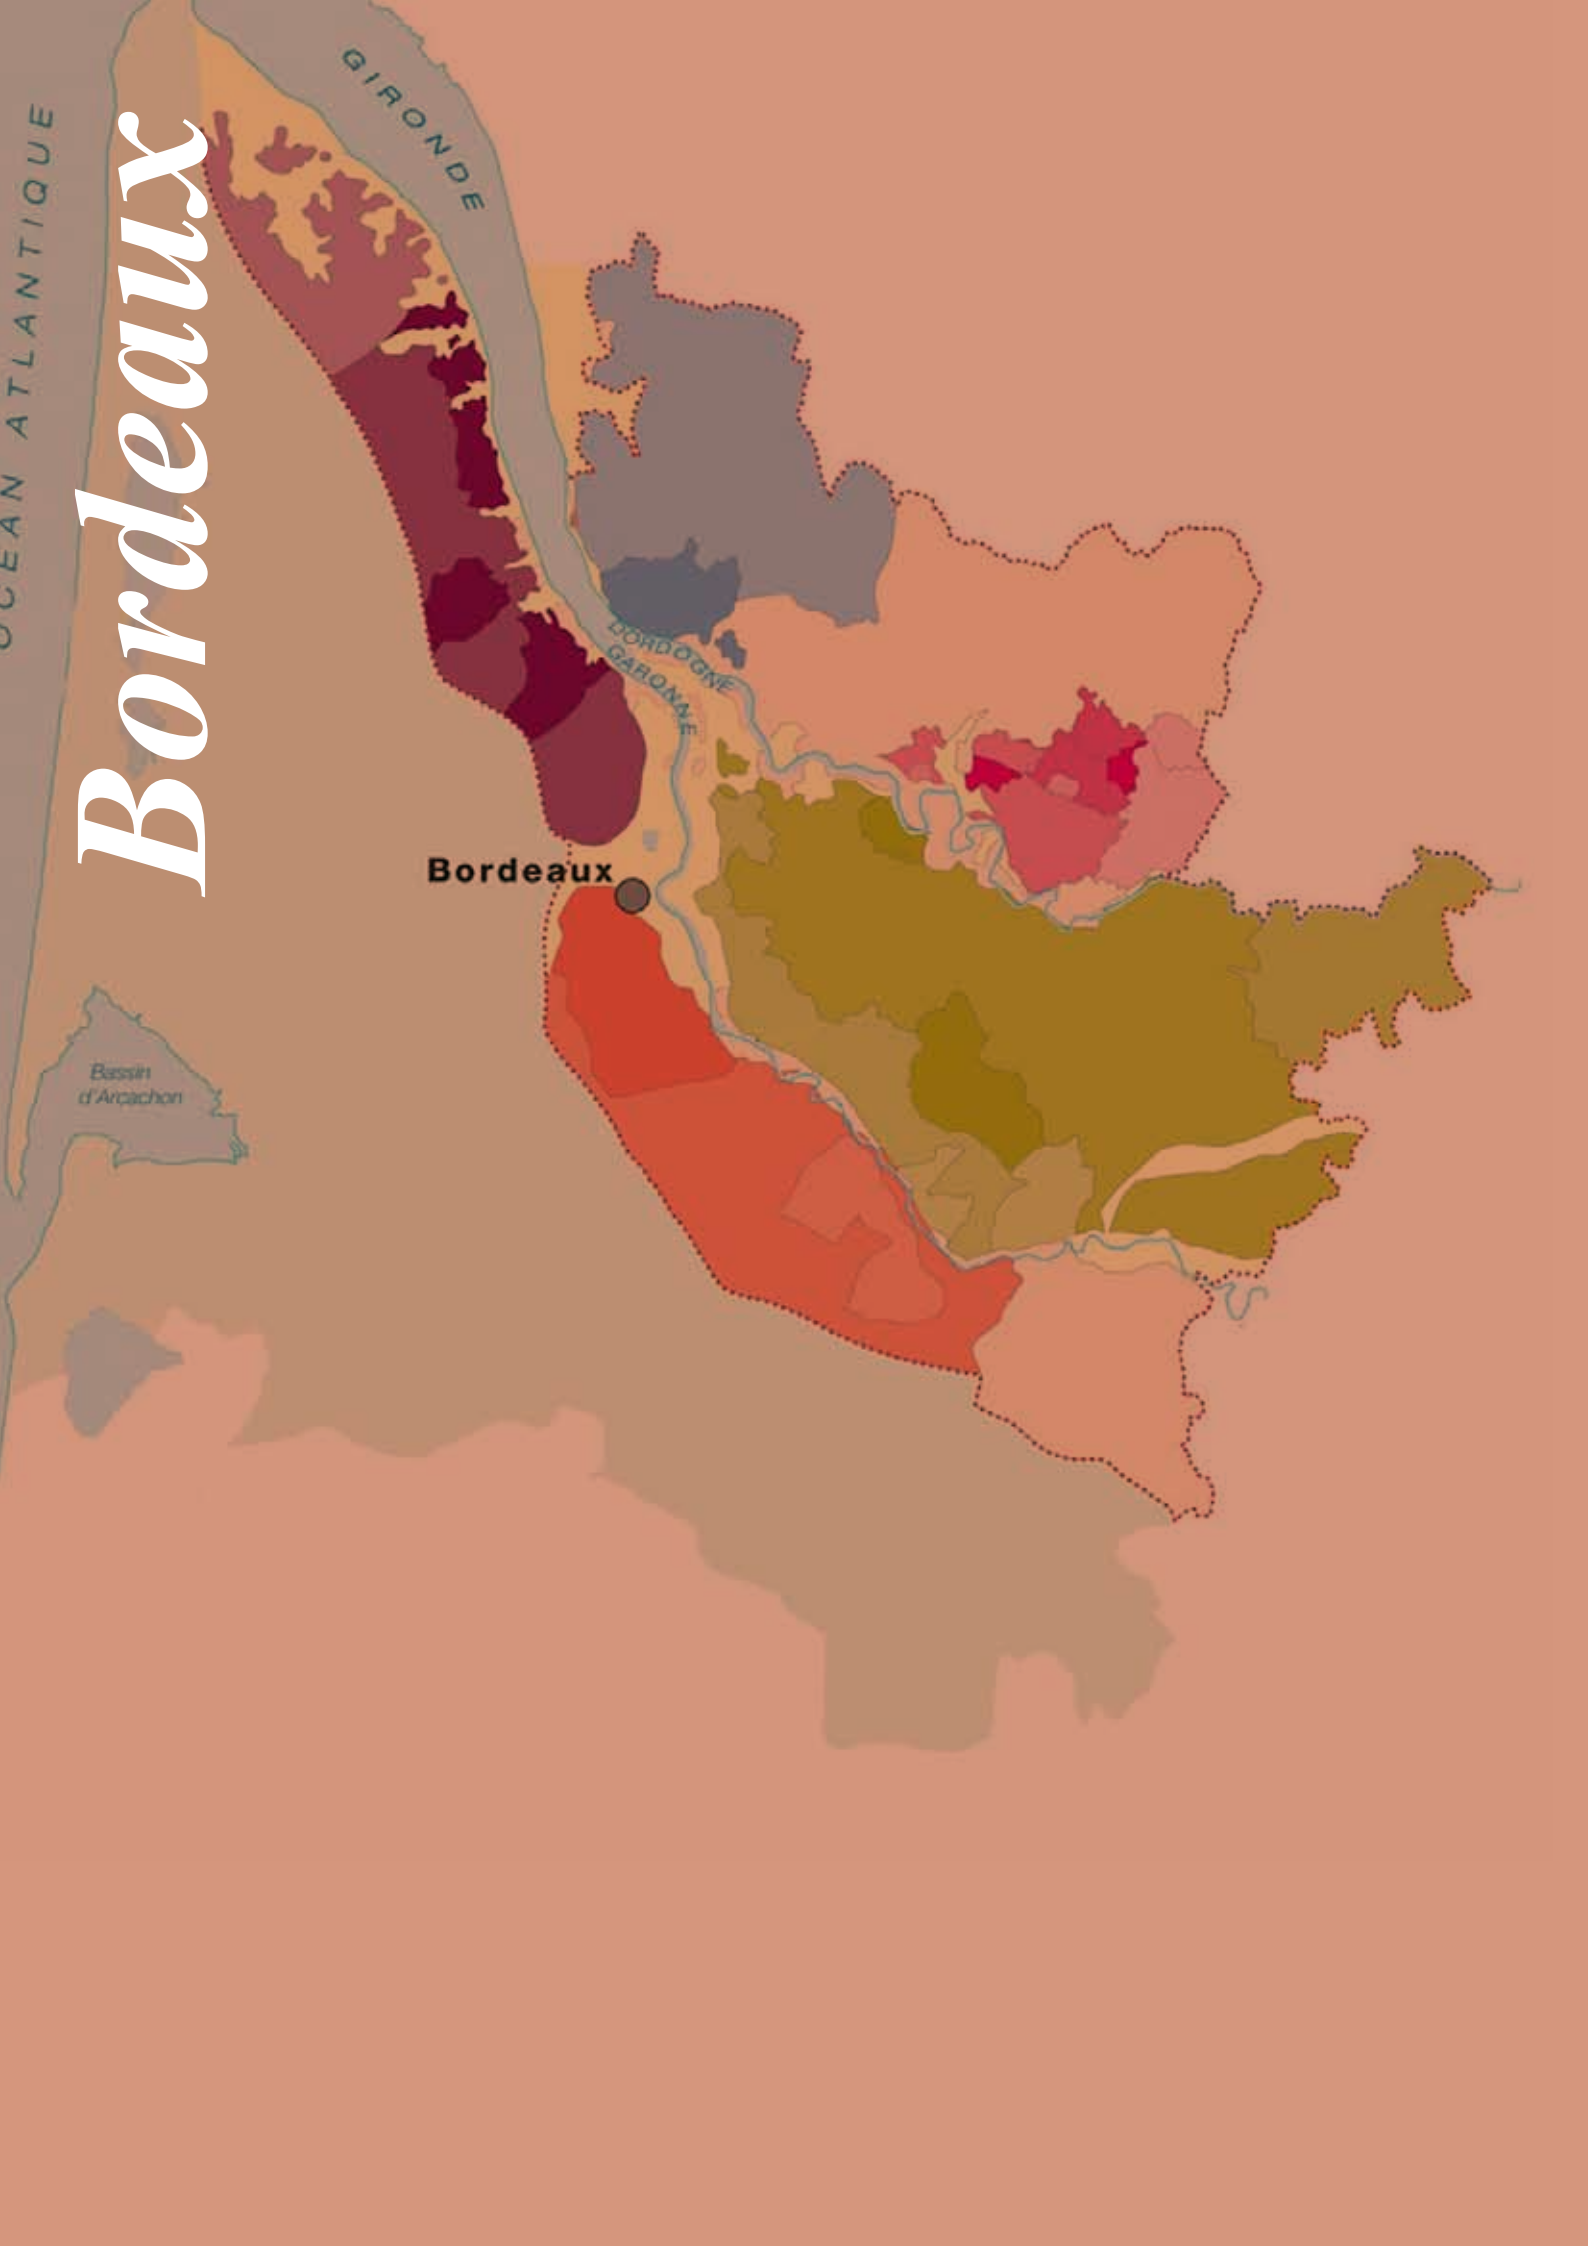 GIRONDE
OCEAN ATLANTIQUE
Bordeaux
DORDOGNE
GARONNE
Bordeaux
Bassin
d'Arcachon